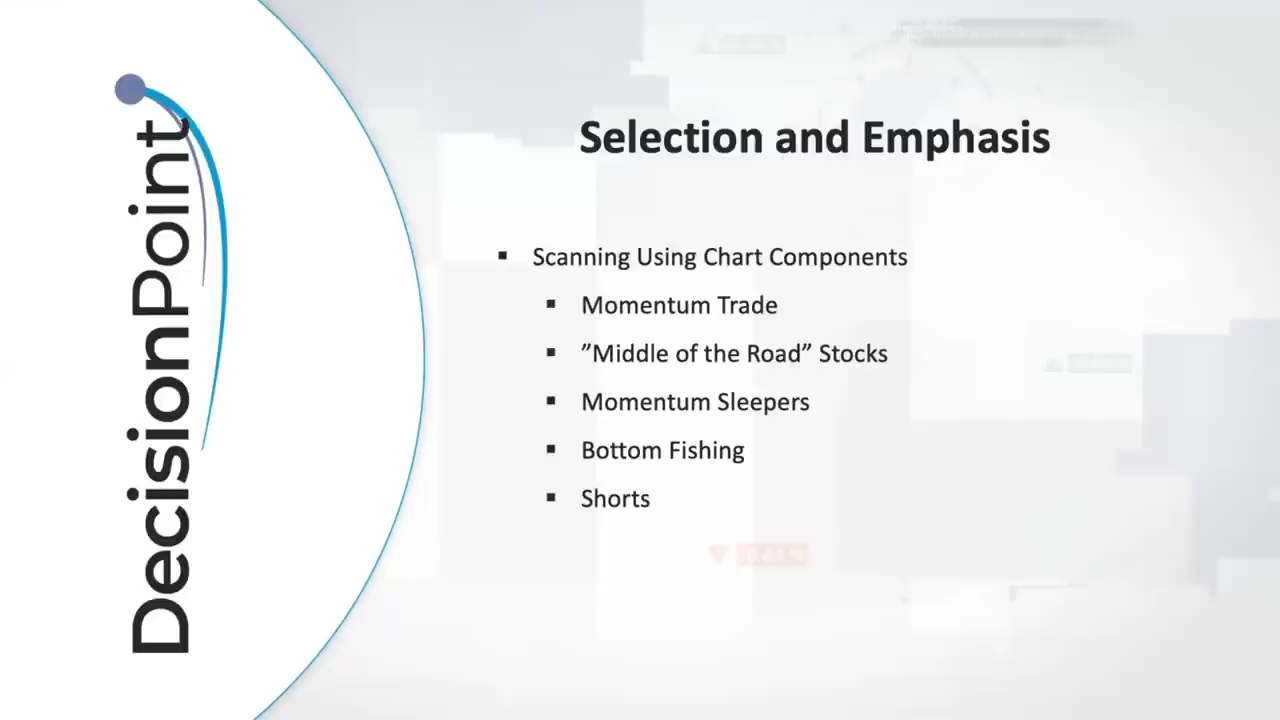 DecisionPoint
Selection and Emphasis
▪ Scanning Using Chart Components
▪ Momentum Trade
▪ ”Middle of the Road” Stocks
▪ Momentum Sleepers
▪ Bottom Fishing
▪ Shorts